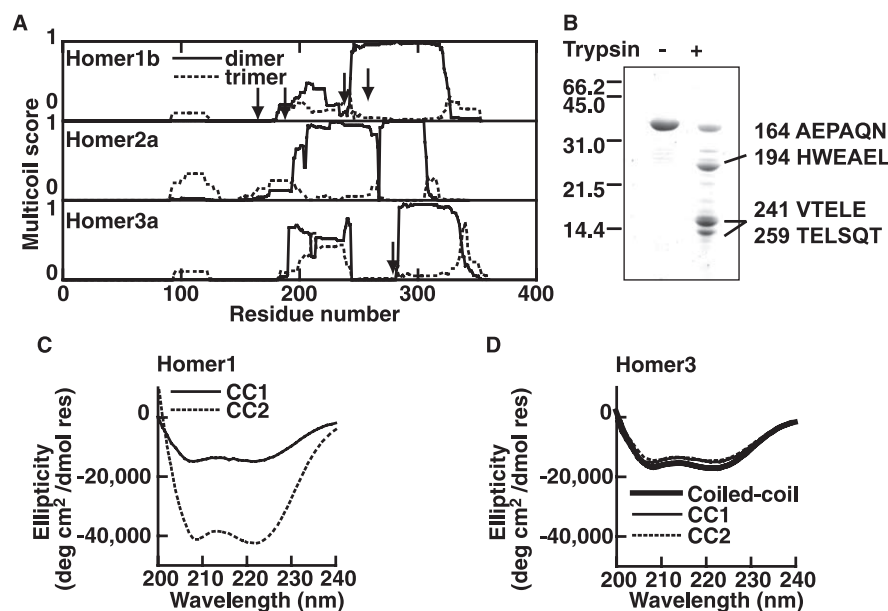 A
Multicoil score
1
Homer1b
dimer
trimer
0
1
Homer2a
0
1
Homer3a
0
0 100 200 300 400
Residue number
B
Trypsin - +
66.2
45.0
31.0
21.5
14.4
164 AEPAQN
194 HWEAEL
241 VTELE
259 TELSQT
C
Homer1
CC1
CC2
Ellipticity
(deg cm2 /dmol res)
0
-20,000
-40,000
200 210 220 230 240
Wavelength (nm)
D
Homer3
Ellipticity
(deg cm2 /dmol res)
0
-20,000
-40,000
Coiled-coil
CC1
CC2
200 210 220 230 240
Wavelength (nm)